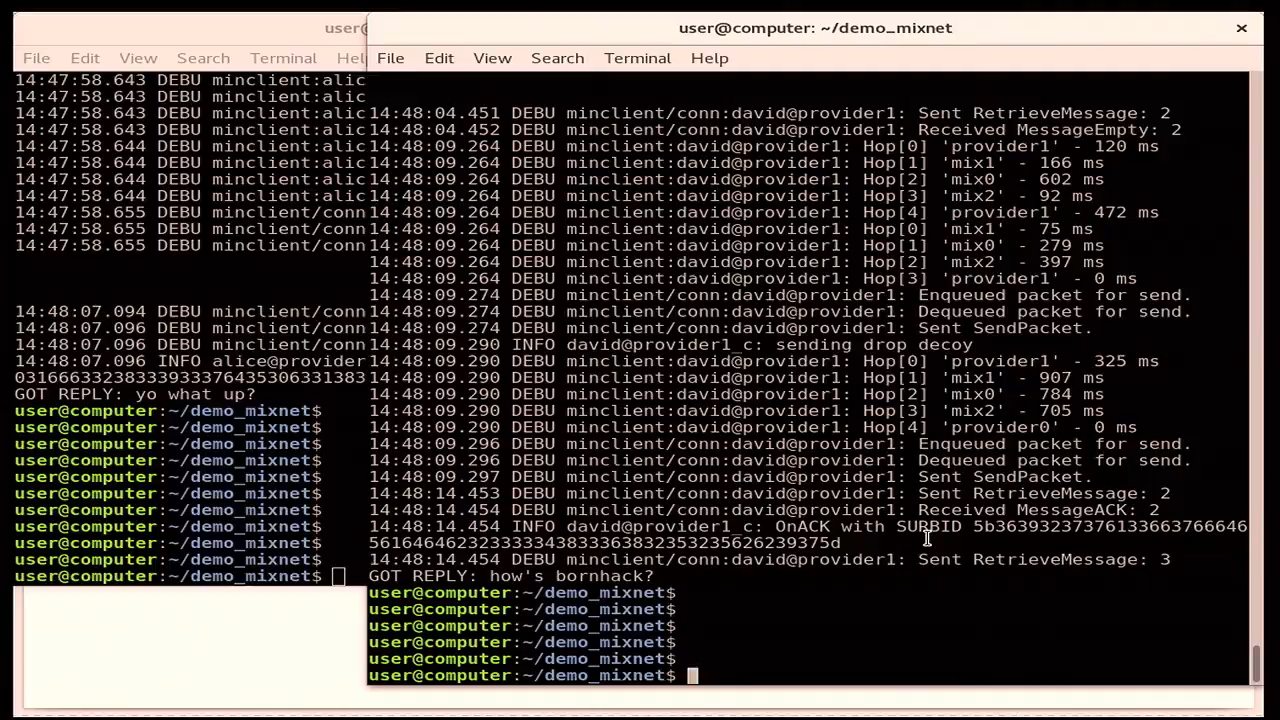 user@
File Edit View Search Terminal Hel
14:47:58.643 DEBU minclient:alic
14:47:58.643 DEBU minclient:alic
14:47:58.643 DEBU minclient:alic
14:47:58.643 DEBU minclient:alic
14:47:58.644 DEBU minclient:alic
14:47:58.644 DEBU minclient:alic
14:47:58.644 DEBU minclient:alic
14:47:58.644 DEBU minclient:alic
14:47:58.655 DEBU minclient/conn
14:47:58.655 DEBU minclient/conn
14:47:58.655 DEBU minclient/conn
14:48:07.094 DEBU minclient/conn
14:48:07.096 DEBU minclient/conn
14:48:07.096 DEBU minclient/conn
14:48:07.096 INFO alice@provider
GOT REPLY: yo what up?
user@computer:~/demo_mixnet$
user@computer:~/demo_mixnet$
user@computer:~/demo_mixnet$
user@computer:~/demo_mixnet$
user@computer:~/demo_mixnet$
user@computer:~/demo_mixnet$
user@computer:~/demo_mixnet$
user@computer:~/demo_mixnet$
user@computer:~/demo_mixnet$
user@computer:~/demo_mixnet$
user@computer:~/demo_mixnet$
user@computer: ~/demo_mixnet ×
File Edit View Search Terminal Help
14:48:04.451 DEBU minclient/conn:david@provider1: Sent RetrieveMessage: 2
14:48:04.452 DEBU minclient/conn:david@provider1: Received MessageEmpty: 2
14:48:09.264 DEBU minclient/conn:david@provider1: Hop[0] 'provider1' - 120 ms
14:48:09.264 DEBU minclient/conn:david@provider1: Hop[1] 'mix1' - 166 ms
14:48:09.264 DEBU minclient/conn:david@provider1: Hop[2] 'mix0' - 602 ms
14:48:09.264 DEBU minclient/conn:david@provider1: Hop[3] 'mix2' - 92 ms
14:48:09.264 DEBU minclient/conn:david@provider1: Hop[4] 'provider1' - 472 ms
14:48:09.264 DEBU minclient/conn:david@provider1: Hop[0] 'mix1' - 75 ms
14:48:09.264 DEBU minclient/conn:david@provider1: Hop[1] 'mix0' - 279 ms
14:48:09.264 DEBU minclient/conn:david@provider1: Hop[2] 'mix2' - 397 ms
14:48:09.264 DEBU minclient/conn:david@provider1: Hop[3] 'provider1' - 0 ms
14:48:09.274 DEBU minclient/conn:david@provider1: Enqueued packet for send.
14:48:09.274 DEBU minclient/conn:david@provider1: Dequeued packet for send.
14:48:09.274 DEBU minclient/conn:david@provider1: Sent SendPacket.
14:48:09.290 INFO david@provider1_c: sending drop decoy
14:48:09.290 DEBU minclient/conn:david@provider1: Hop[0] 'provider1' - 325 ms
14:48:09.290 DEBU minclient/conn:david@provider1: Hop[1] 'mix1' - 907 ms
14:48:09.290 DEBU minclient/conn:david@provider1: Hop[2] 'mix0' - 784 ms
14:48:09.290 DEBU minclient/conn:david@provider1: Hop[3] 'mix2' - 705 ms
14:48:09.290 DEBU minclient/conn:david@provider1: Hop[4] 'provider0' - 0 ms
14:48:09.296 DEBU minclient/conn:david@provider1: Enqueued packet for send.
14:48:09.296 DEBU minclient/conn:david@provider1: Dequeued packet for send.
14:48:09.297 DEBU minclient/conn:david@provider1: Sent SendPacket.
14:48:14.453 DEBU minclient/conn:david@provider1: Sent RetrieveMessage: 2
14:48:14.454 DEBU minclient/conn:david@provider1: Received MessageACK: 2
14:48:14.454 INFO david@provider1_c: OnACK with SURBID
14:48:14.454 DEBU minclient/conn:david@provider1: Sent RetrieveMessage: 3
GOT REPLY: how's bornhack?
user@computer:~/demo_mixnet$
user@computer:~/demo_mixnet$
user@computer:~/demo_mixnet$
user@computer:~/demo_mixnet$
user@computer:~/demo_mixnet$
user@computer:~/demo_mixnet$